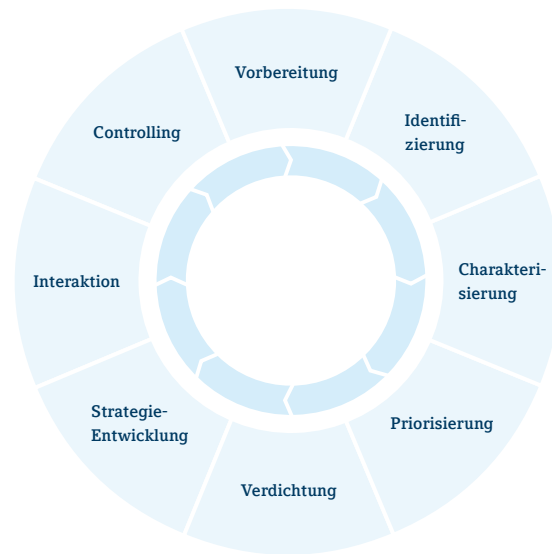 Vorbereitung
Identifi-
zierung
Charakteri-
sierung
Priorisierung
Verdichtung
Strategie-
Entwicklung
Interaktion
Controlling